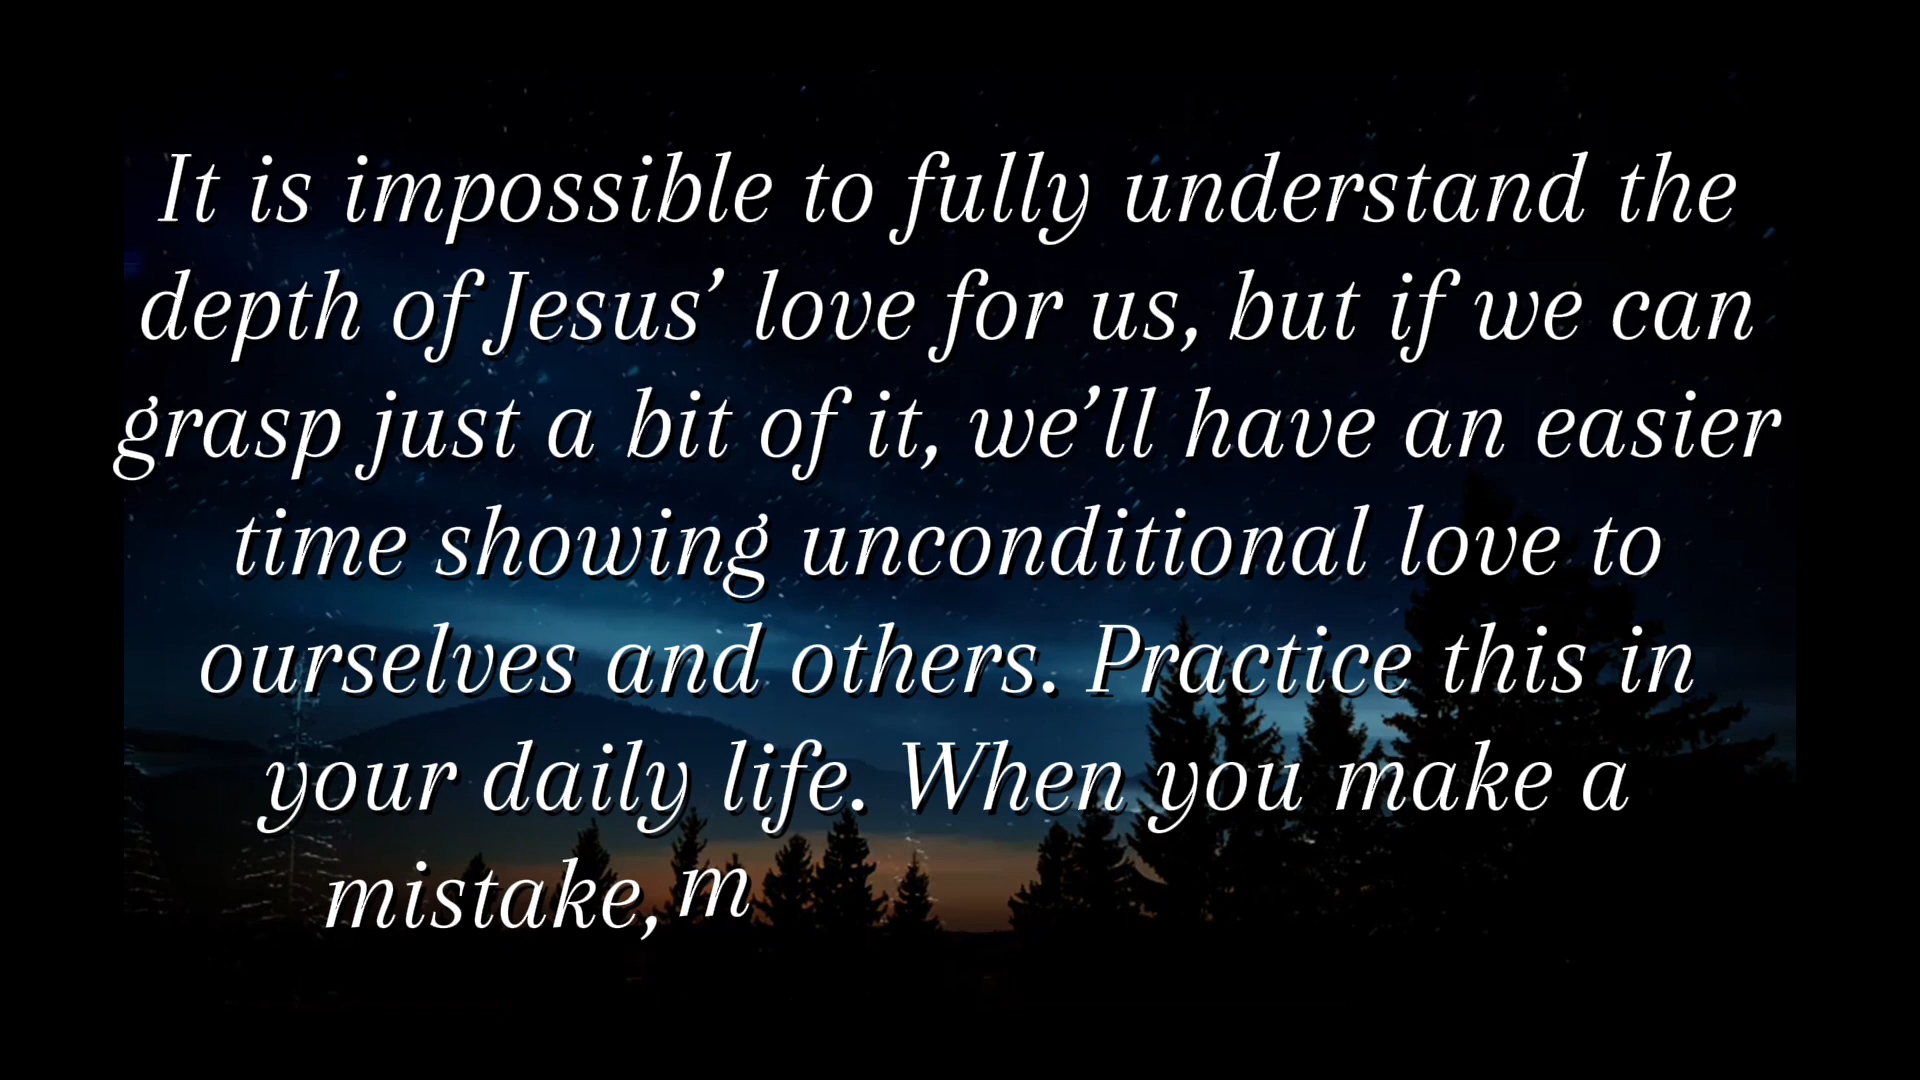 It is impossible to fully understand the
depth of Jesus’ love for us, but if we can
grasp just a bit of it, we’ll have an easier
time showing unconditional love to
ourselves and others. Practice this in
your daily life. When you make a
mistake, m